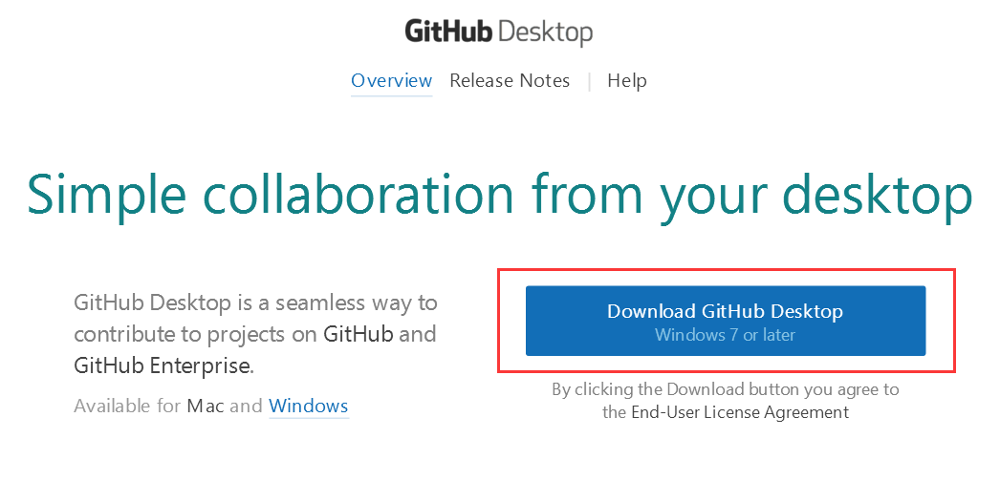 GitHub Desktop
Overview Release Notes | Help
Simple collaboration from your desktop
GitHub Desktop is a seamless way to
contribute to projects on GitHub and
GitHub Enterprise.
Available for Mac and Windows
Download GitHub Desktop
Windows 7 or later
By clicking the Download button you agree to
the End-User License Agreement